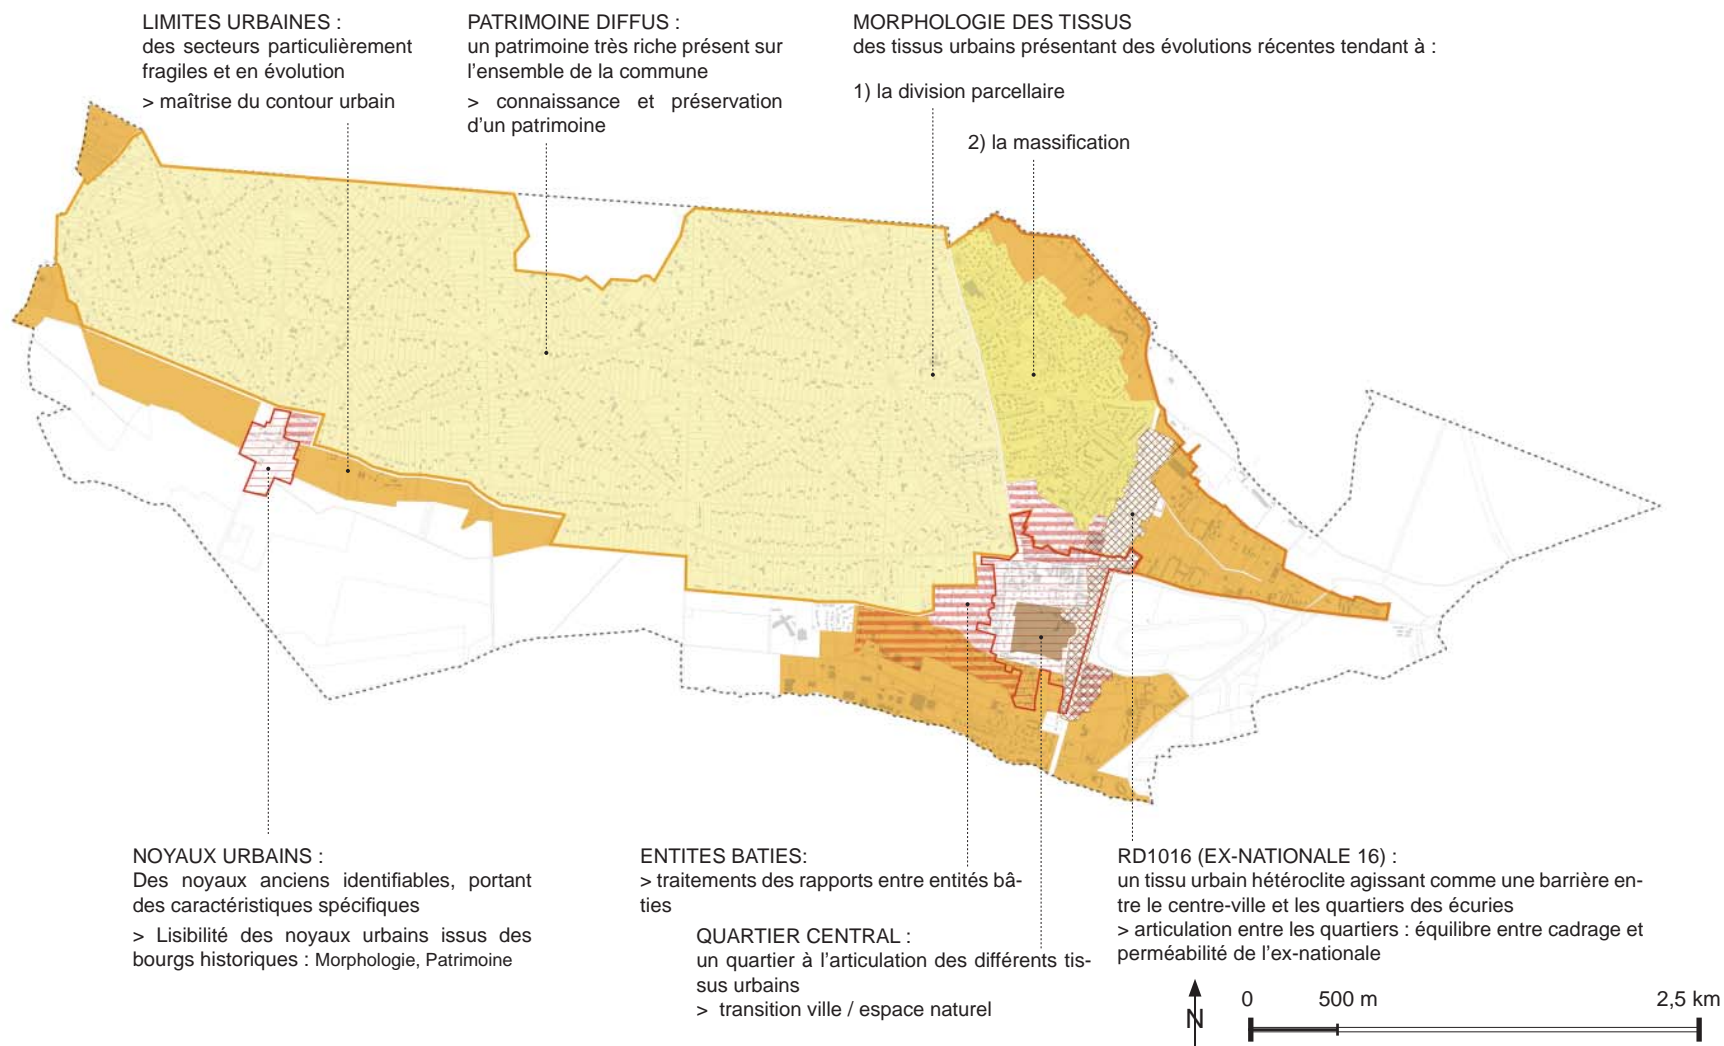 LIMITES URBAINES :
des secteurs particulièrement
fragiles et en évolution
> maîtrise du contour urbain
PATRIMOINE DIFFUS :
un patrimoine très riche présent sur
l'ensemble de la commune
> connaissance et préservation
d'un patrimoine
MORPHOLOGIE DES TISSUS
des tissus urbains présentant des évolutions récentes tendant à :
1) la division parcellaire
2) la massification
NOYAUX URBAINS :
Des noyaux anciens identifiables, portant
des caractéristiques spécifiques
> Lisibilité des noyaux urbains issus des
bourgs historiques : Morphologie, Patrimoine
ENTITES BATIES:
> traitements des rapports entre entités bâ-
ties
QUARTIER CENTRAL :
un quartier à l'articulation des différents tis-
sus urbains
> transition ville / espace naturel
RD1016 (EX-NATIONALE 16) :
un tissu urbain hétéroclite agissant comme une barrière en-
tre le centre-ville et les quartiers des écuries
> articulation entre les quartiers : équilibre entre cadrage et
perméabilité de l'ex-nationale
N
0 500 m 2,5 km